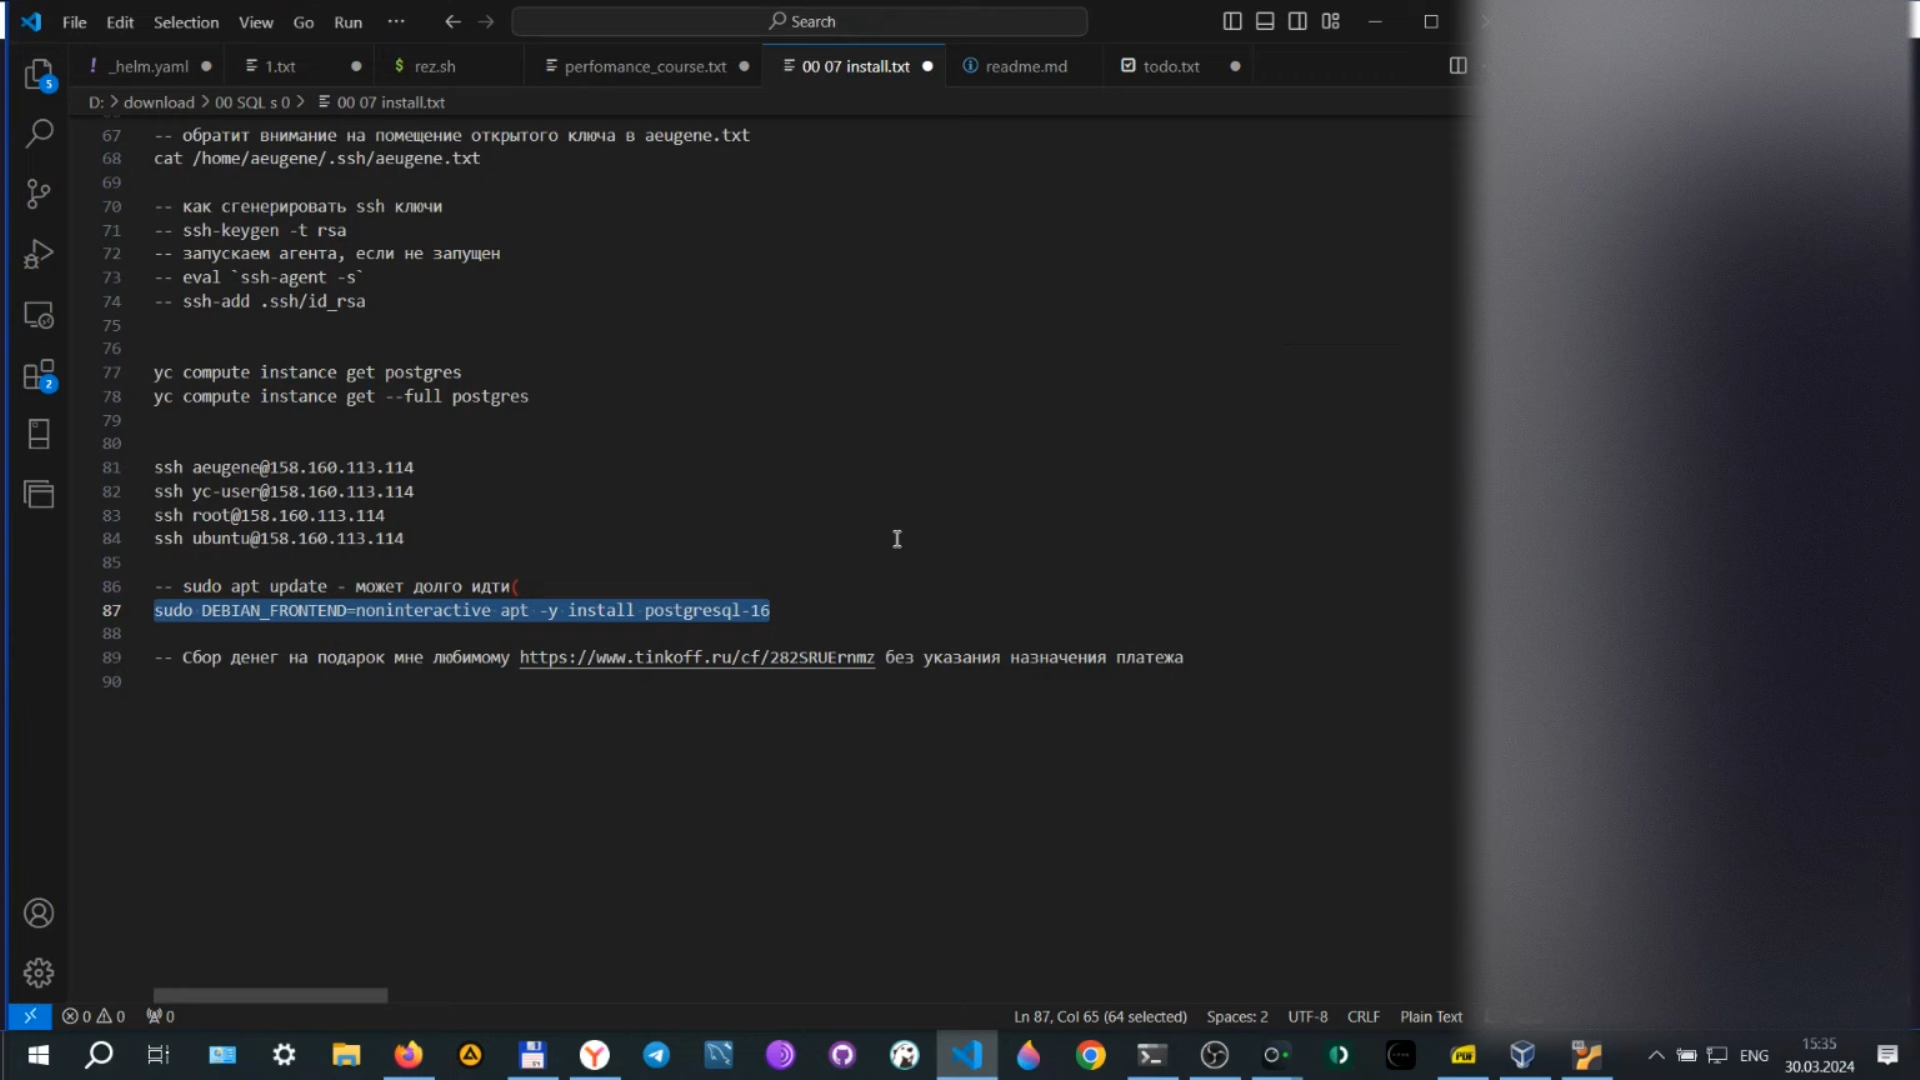 File Edit Selection View Go Run ··· Search
! _helm.yaml 1.txt $ rez.sh perfomance_course.txt 00 07 install.txt readme.md todo.txt
D: > download > 00 SQL s 0 > 00 07 install.txt
67 -- обратит внимание на помещение открытого ключа в aeugene.txt
68 cat /home/aeugene/.ssh/aeugene.txt
69
70 -- как сгенерировать ssh ключи
71 -- ssh-keygen -t rsa
72 -- запускаем агента, если не запущен
73 -- eval `ssh-agent -s`
74 -- ssh-add .ssh/id_rsa
75
76
77 yc compute instance get postgres
78 yc compute instance get --full postgres
79
80
81 ssh aeugene@158.160.113.114
82 ssh yc-user@158.160.113.114
83 ssh root@158.160.113.114
84 ssh ubuntu@158.160.113.114
85
86 -- sudo apt update - может долго идти(
87 sudo DEBIAN_FRONTEND=noninteractive apt -y install postgresql-16
88
89 -- Сбор денег на подарок мне любимому https://www.tinkoff.ru/cf/282SRUErnmz без указания назначения платежа
90
5
2
0 0 0 Ln 87, Col 65 (64 selected) Spaces: 2 UTF-8 CRLF Plain Text
PDF ENG 15:35
30.03.2024